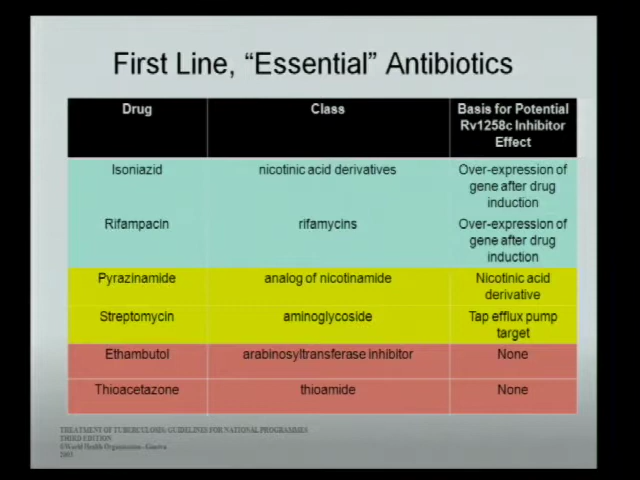 First Line, “Essential” Antibiotics
Drug Class Basis for Potential
Rv1258c Inhibitor
Effect
Isoniazid nicotinic acid derivatives Over-expression of
gene after drug
induction
Rifampacin rifamycins Over-expression of
gene after drug
induction
Pyrazinamide analog of nicotinamide Nicotinic acid
derivative
Streptomycin aminoglycoside Tap efflux pump
target
Ethambutol arabinosyltransferase inhibitor None
Thioacetazone thioamide None
TREATMENT OF TUBERCULOSIS: GUIDELINES FOR NATIONAL PROGRAMMES
THIRD EDITION
©World Health Organization - Geneva
2003